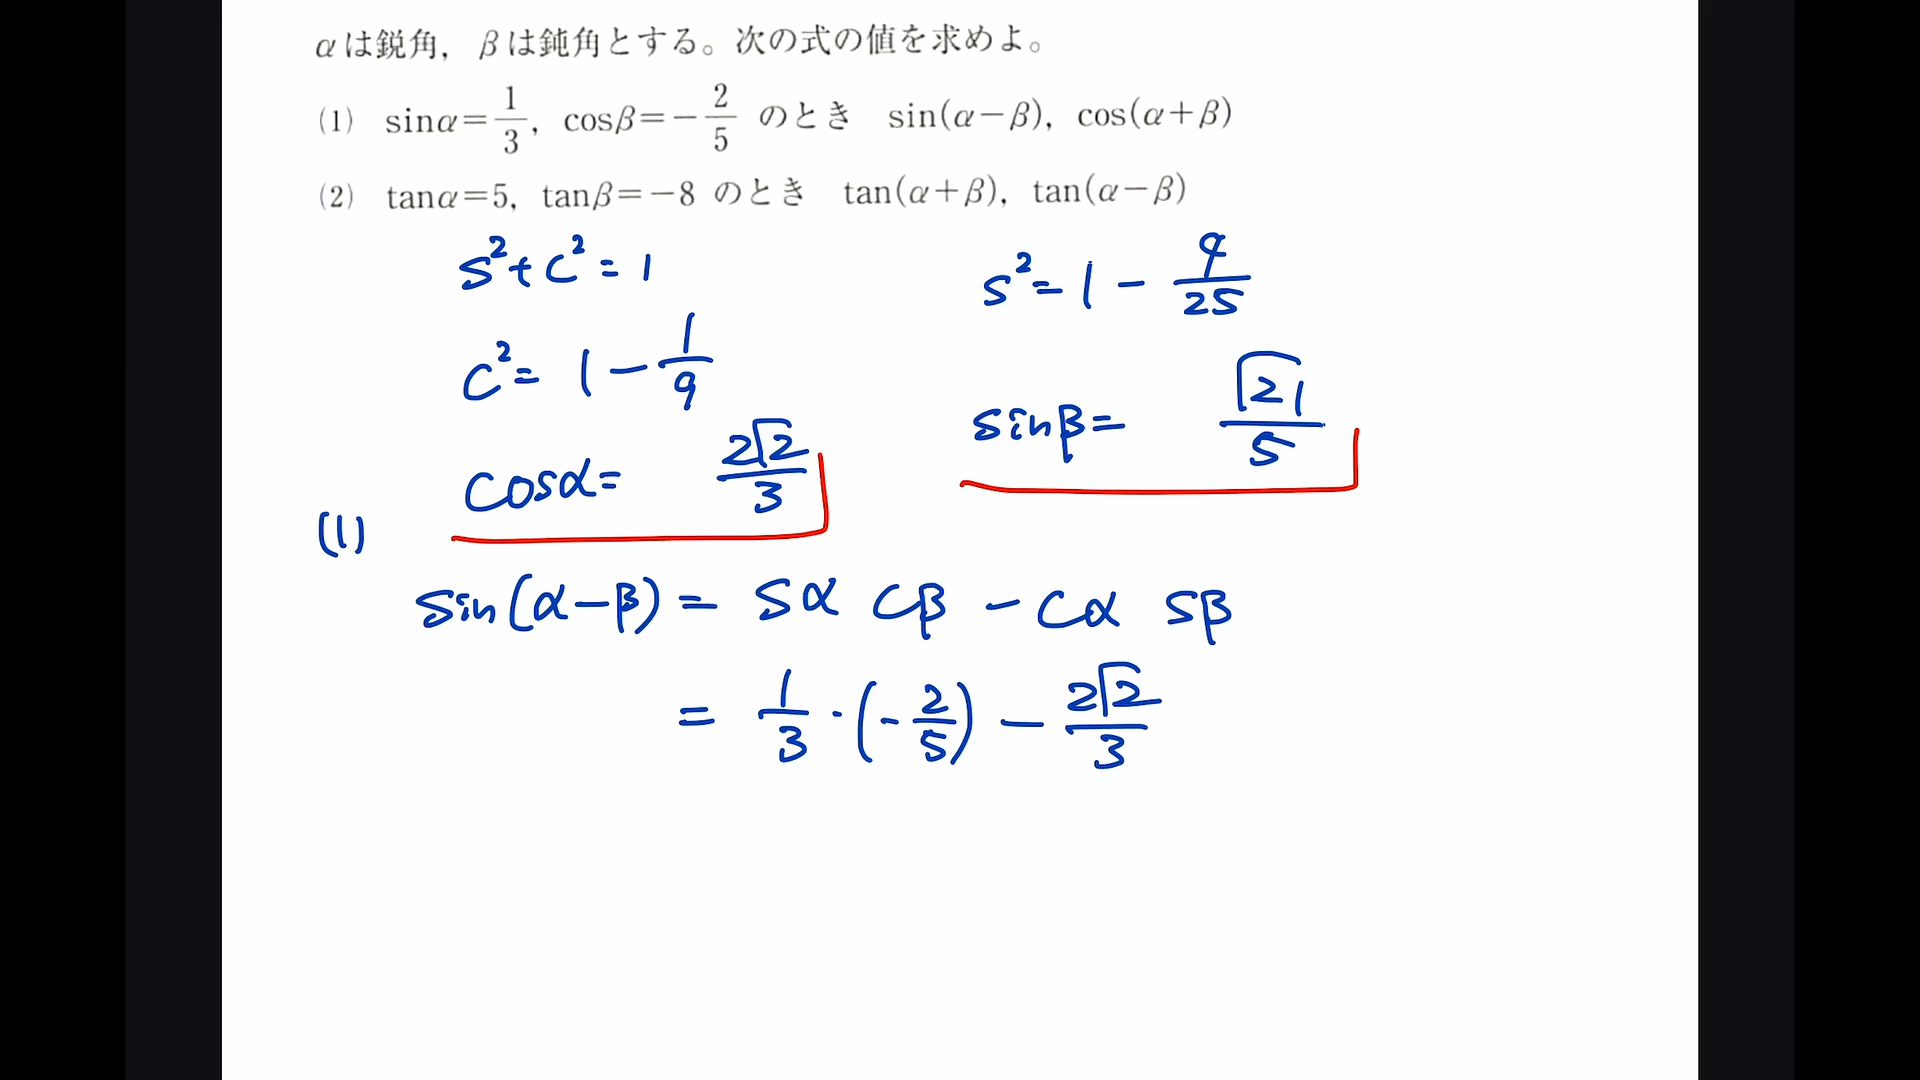 αは鋭角，βは鈍角とする。次の式の値を求めよ。
(1) sinα=1/3，cosβ=-2/5 のとき sin(α-β)，cos(α+β)
(2) tanα=5，tanβ=-8 のとき tan(α+β)，tan(α-β)
s²+c²=1
c²= 1-1/9
cosα= 2√2/3
s²=1-4/25
sinβ= √21/5
(1)
sin(α-β)= sα cβ - cα sβ
= 1/3・(-2/5) - 2√2/3